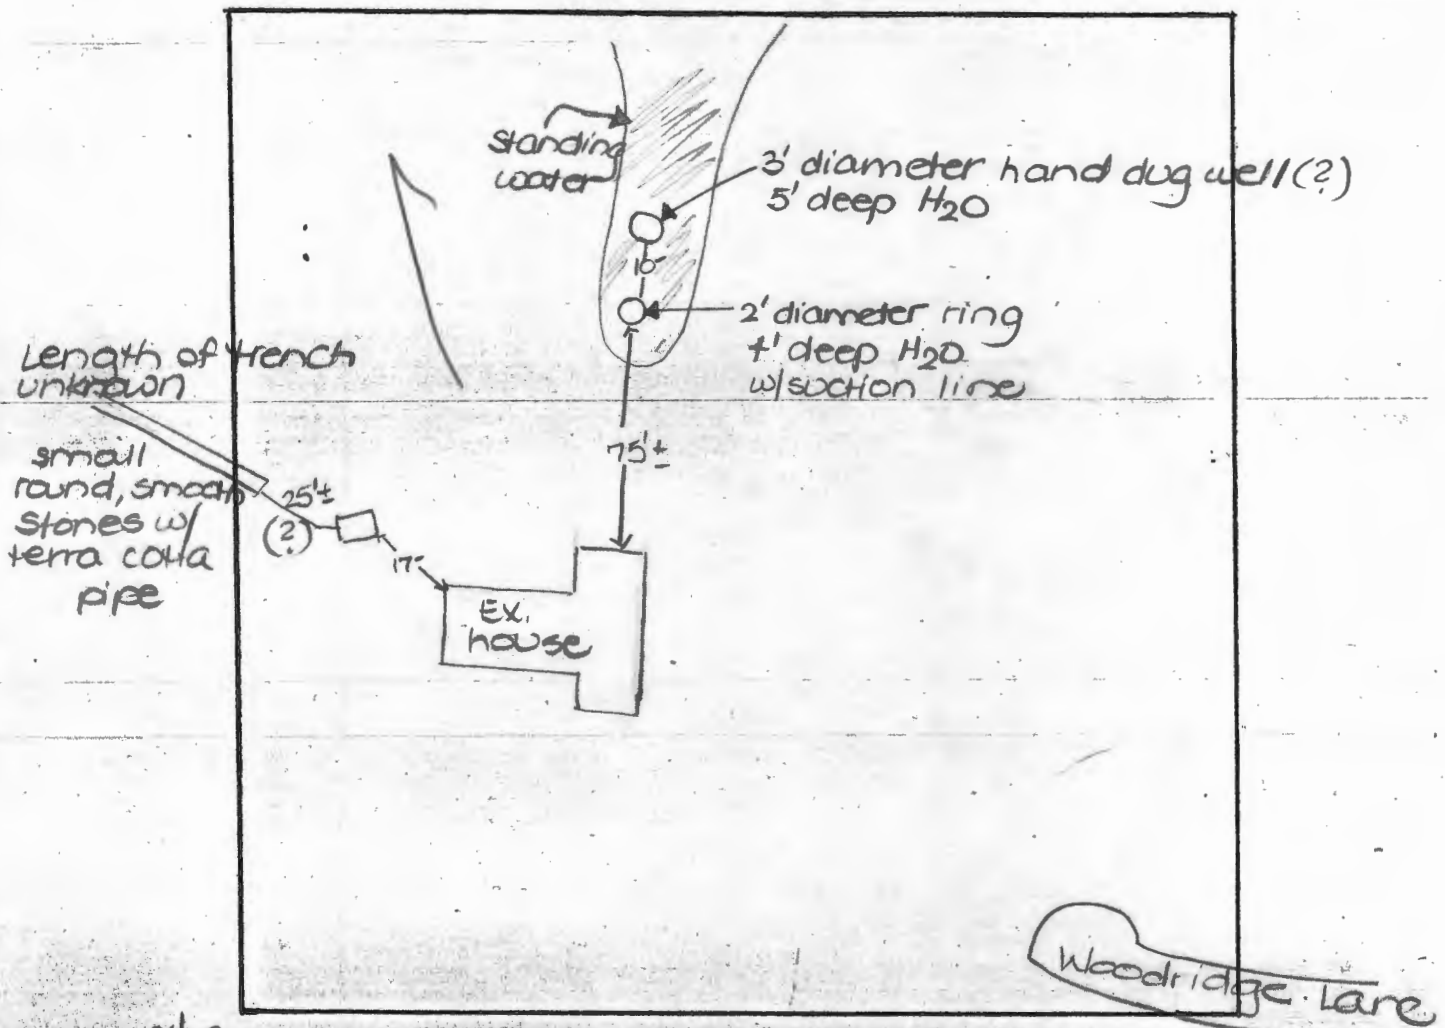 standing
water
3' diameter hand dug well (?)
5' deep H₂O
10'
2' diameter ring
4' deep H₂O
w/suction line
Length of trench
unknown
75'±
small
round, smooth
stones w/
terra cotta
pipe
25'±
(?)
17'
Ex.
house
Woodridge Lane